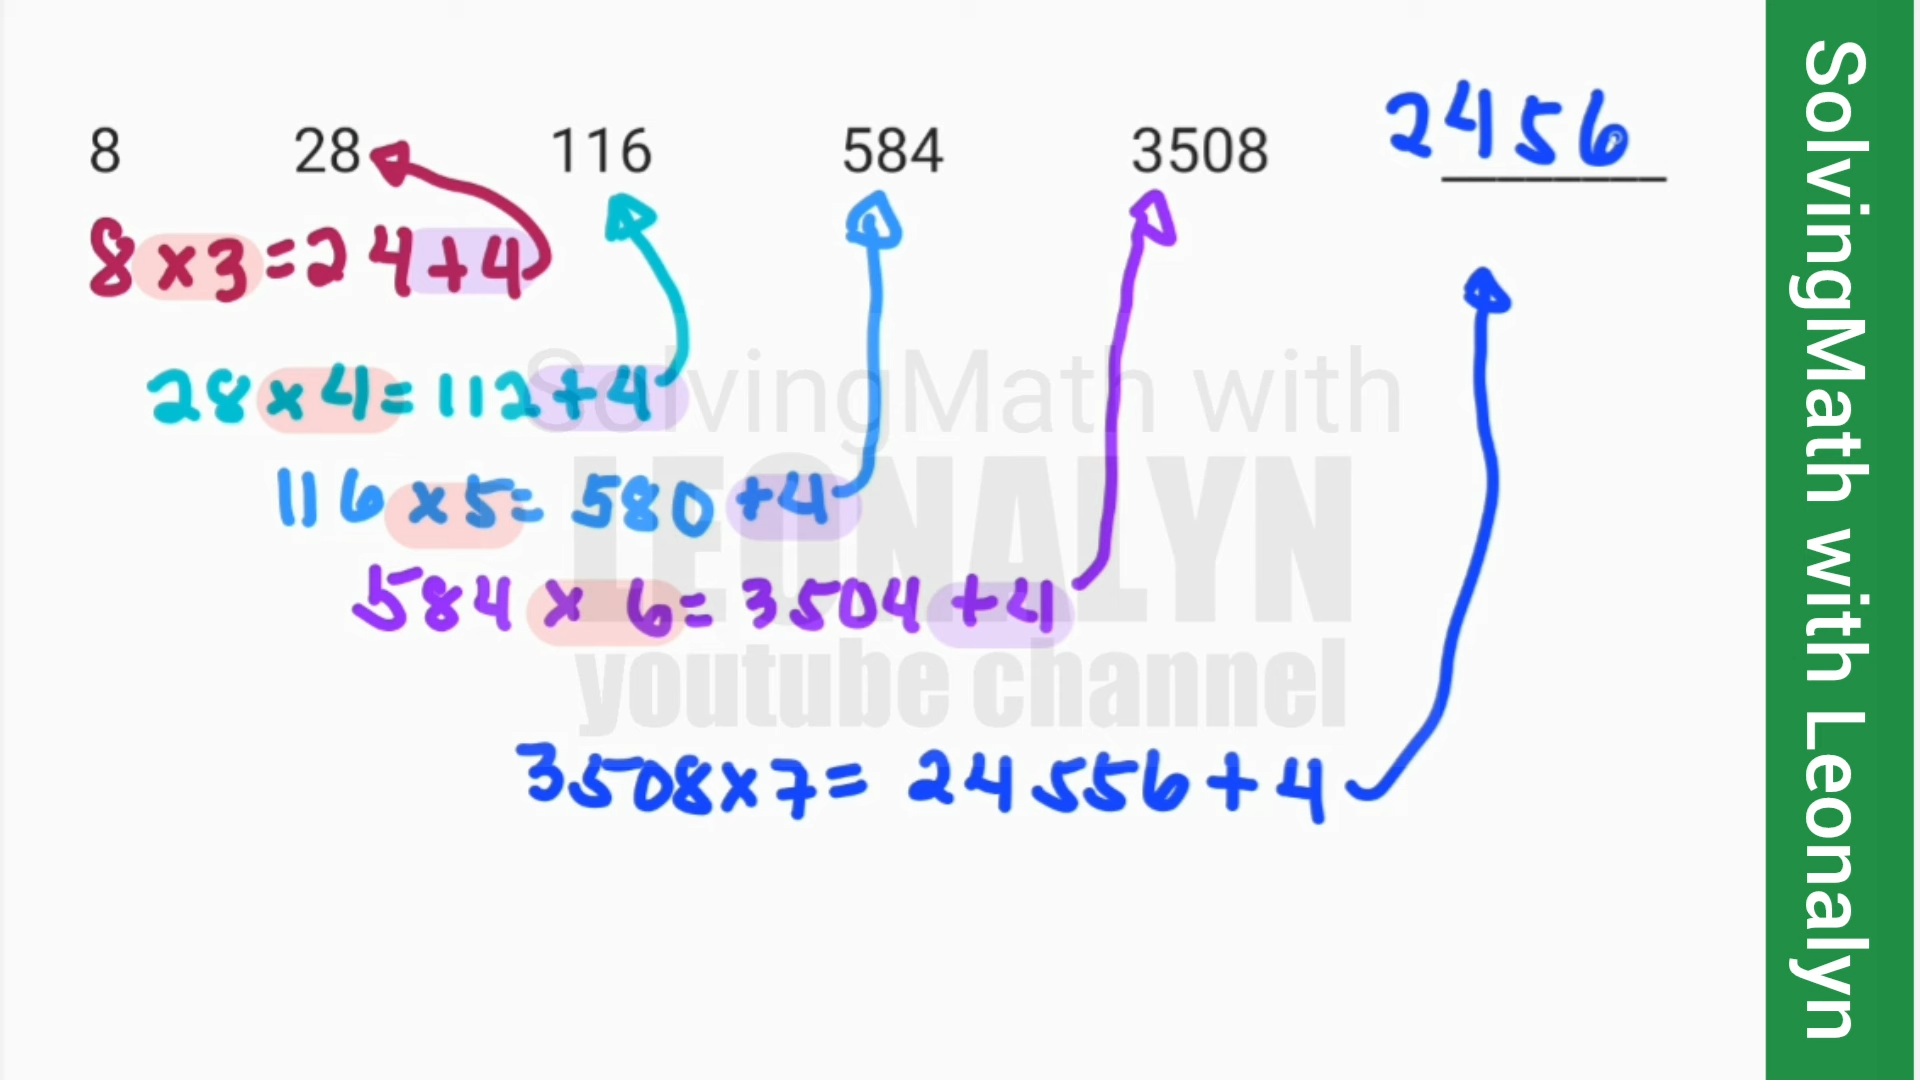 8 28 116 584 3508 2456
8×3=24+4
28×4=112+4
116×5=580+4
584×6=3504+4
3508×7=24556+4
SolvingMath with
LEONALYN
youtube channel
SolvingMath with Leonalyn